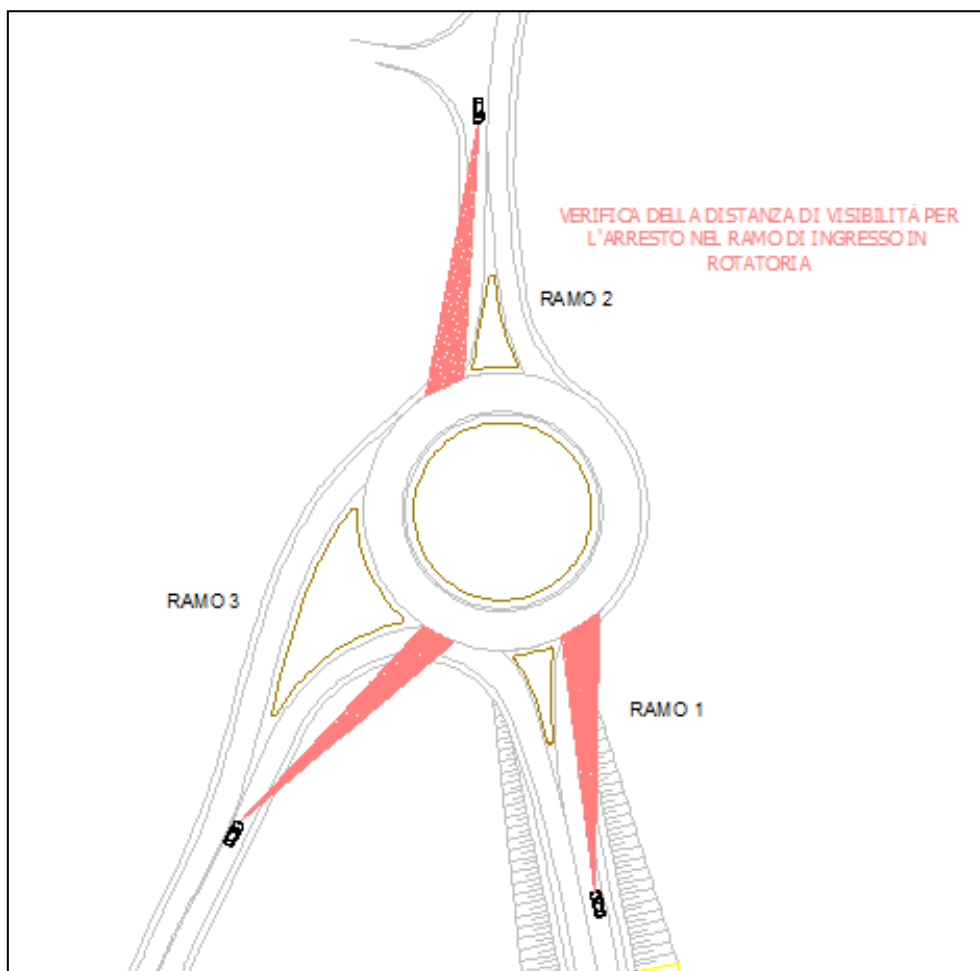 VERIFICA DELLA DISTANZA DI VISIBILITÀ PER
L'ARRESTO NEL RAMO DI INGRESSO IN
ROTATORIA
RAMO 2
RAMO 3
RAMO 1